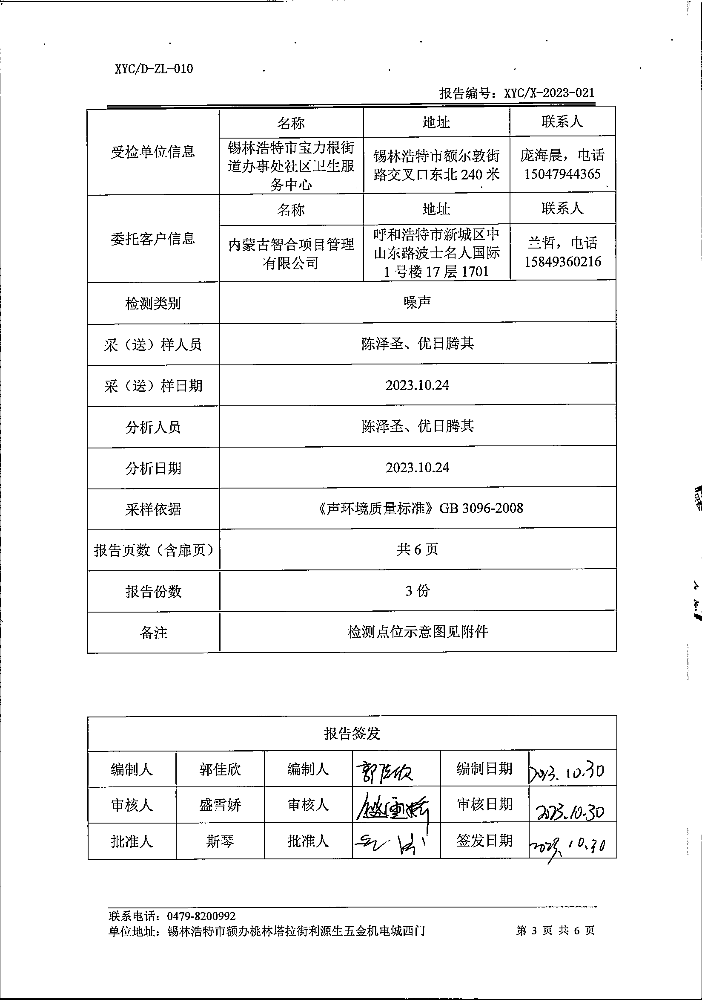 XYC/D-ZL-010
报告编号：XYC/X-2023-021
受检单位信息
名称
地址
联系人
锡林浩特市宝力根街
道办事处社区卫生服
务中心
锡林浩特市额尔敦街
路交叉口东北 240 米
庞海晨，电话
15047944365
委托客户信息
名称
地址
联系人
内蒙古智合项目管理
有限公司
呼和浩特市新城区中
山东路波士名人国际
1 号楼 17 层 1701
兰哲，电话
15849360216
检测类别
噪声
采（送）样人员
陈泽圣、优日腾其
采（送）样日期
2023.10.24
分析人员
陈泽圣、优日腾其
分析日期
2023.10.24
采样依据
《声环境质量标准》GB 3096-2008
报告页数（含扉页）
共 6 页
报告份数
3 份
备注
检测点位示意图见附件
报告签发
编制人
郭佳欣
编制人
郭佳欣
编制日期
2023.10.30
审核人
盛雪娇
审核人
盛雪娇
审核日期
2023.10.30
批准人
斯琴
批准人
签发日期
2023.10.30
联系电话：0479-8200992
单位地址：锡林浩特市额办桃林塔拉街利源生五金机电城西门
第 3 页 共 6 页